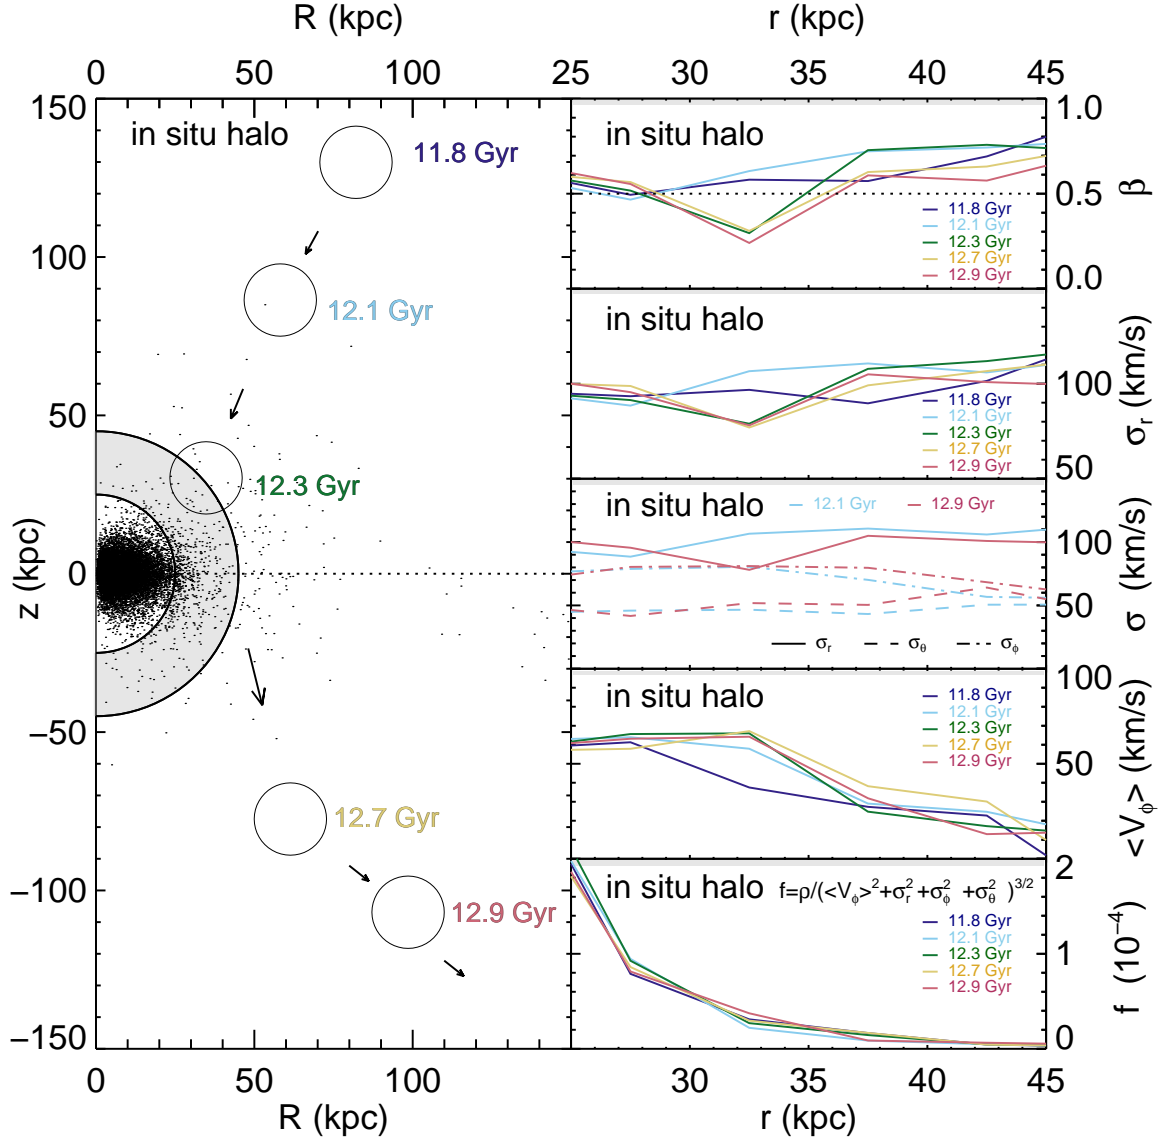 R (kpc)
r (kpc)
0 50 100
25 30 35 40 45
150
100
50
0
−50
−100
−150
z (kpc)
in situ halo
11.8 Gyr
12.1 Gyr
12.3 Gyr
12.7 Gyr
12.9 Gyr
0 50 100
R (kpc)
in situ halo
1.0
0.5
0.0
β
11.8 Gyr
12.1 Gyr
12.3 Gyr
12.7 Gyr
12.9 Gyr
in situ halo
100
50
σr (km/s)
11.8 Gyr
12.1 Gyr
12.3 Gyr
12.7 Gyr
12.9 Gyr
in situ halo
12.1 Gyr
12.9 Gyr
100
50
σ (km/s)
σr
σθ
σϕ
in situ halo
100
50
<Vϕ> (km/s)
11.8 Gyr
12.1 Gyr
12.3 Gyr
12.7 Gyr
12.9 Gyr
in situ halo
f=ρ/(<Vϕ>²+σr²+σϕ² +σθ² )^3/2
2
1
0
f (10⁻⁴)
11.8 Gyr
12.1 Gyr
12.3 Gyr
12.7 Gyr
12.9 Gyr
30 35 40 45
r (kpc)